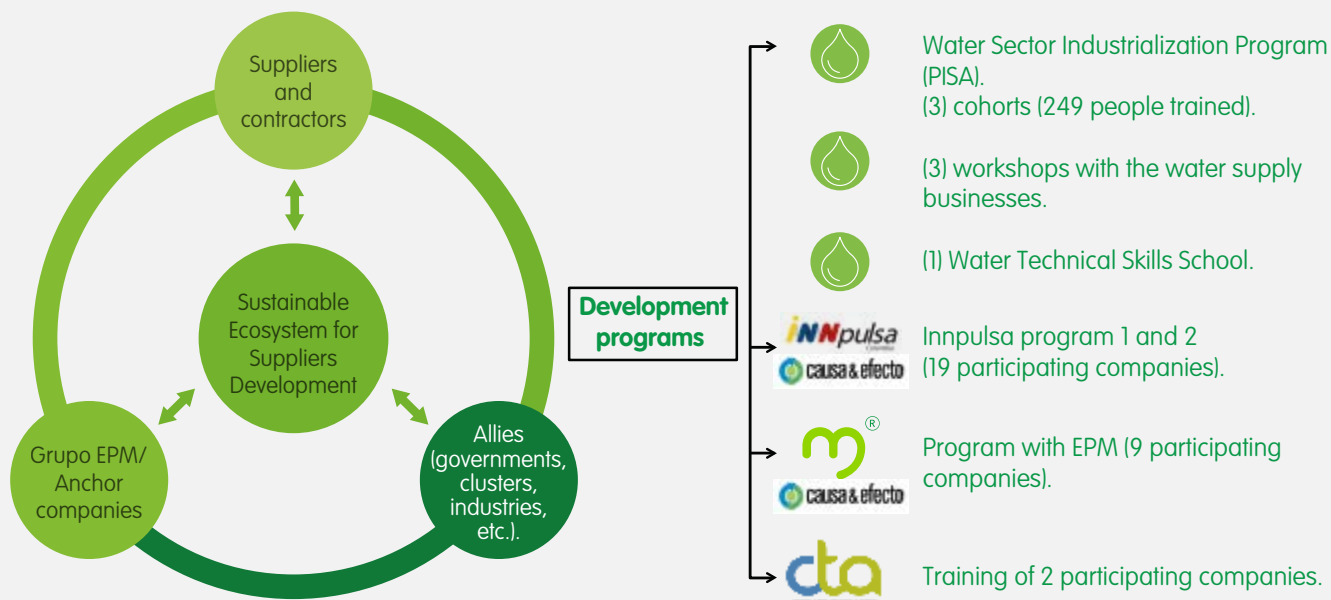 Suppliers
and
contractors
Sustainable
Ecosystem for
Suppliers
Development
Grupo EPM/
Anchor
companies
Allies
(governments,
clusters,
industries,
etc.).
Development
programs
Water Sector Industrialization Program
(PISA).
(3) cohorts (249 people trained).
(3) workshops with the water supply
businesses.
(1) Water Technical Skills School.
iNNpulsa
causa & efecto
Innpulsa program 1 and 2
(19 participating companies).
®
causa & efecto
Program with EPM (9 participating
companies).
cta
Training of 2 participating companies.